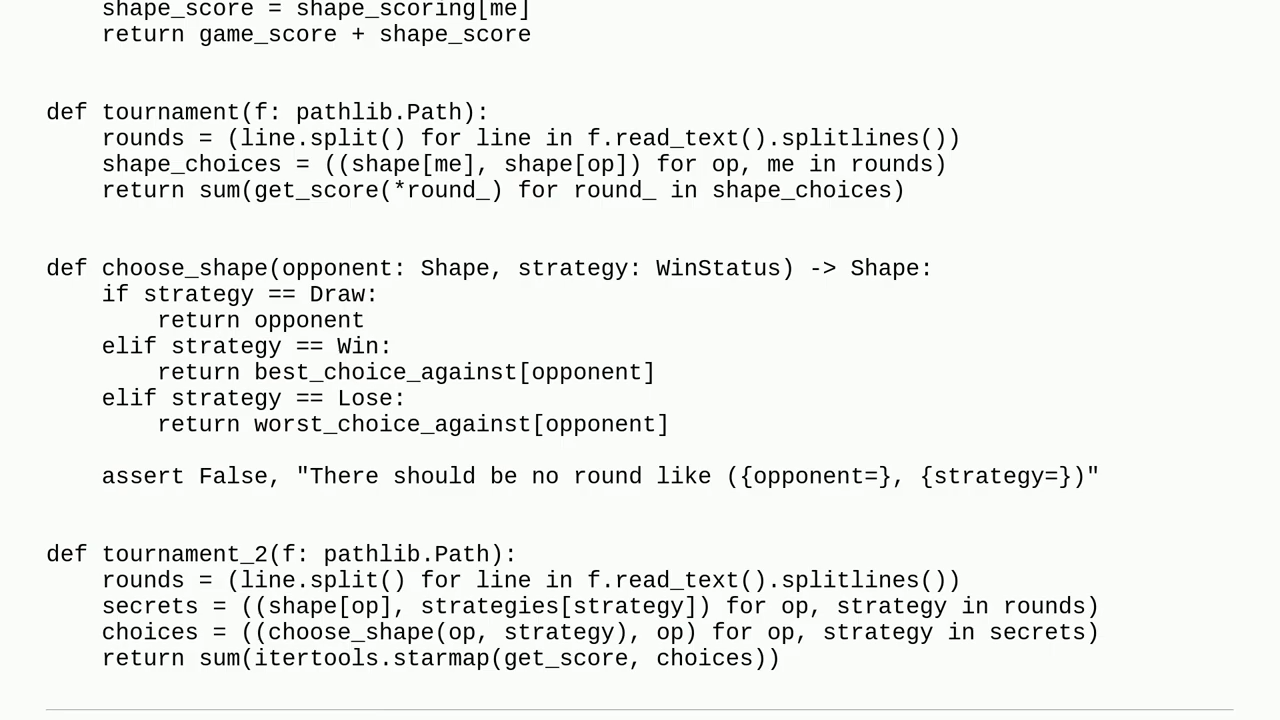 shape_score = shape_scoring[me]
    return game_score + shape_score


def tournament(f: pathlib.Path):
    rounds = (line.split() for line in f.read_text().splitlines())
    shape_choices = ((shape[me], shape[op]) for op, me in rounds)
    return sum(get_score(*round_) for round_ in shape_choices)


def choose_shape(opponent: Shape, strategy: WinStatus) -> Shape:
    if strategy == Draw:
        return opponent
    elif strategy == Win:
        return best_choice_against[opponent]
    elif strategy == Lose:
        return worst_choice_against[opponent]

    assert False, "There should be no round like ({opponent=}, {strategy=})"


def tournament_2(f: pathlib.Path):
    rounds = (line.split() for line in f.read_text().splitlines())
    secrets = ((shape[op], strategies[strategy]) for op, strategy in rounds)
    choices = ((choose_shape(op, strategy), op) for op, strategy in secrets)
    return sum(itertools.starmap(get_score, choices))